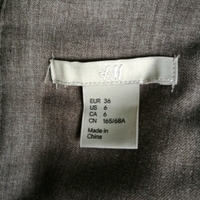 H&M
EUR 36
US 6
CA 6
CN 165/68A
Made in
China